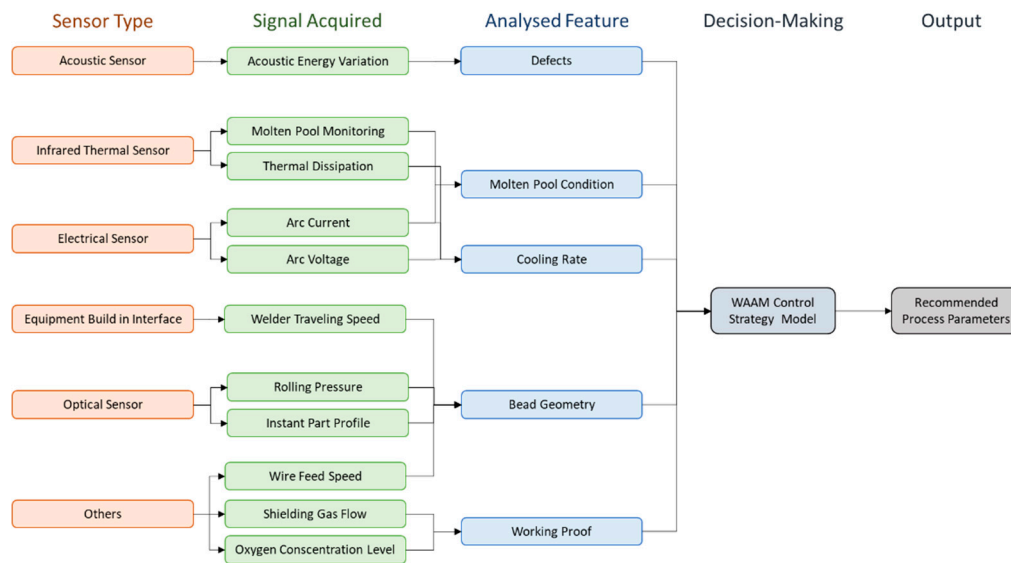 Sensor Type
Signal Acquired
Analysed Feature
Decision-Making
Output
Acoustic Sensor
Acoustic Energy Variation
Defects
Molten Pool Monitoring
Infrared Thermal Sensor
Thermal Dissipation
Molten Pool Condition
Arc Current
Electrical Sensor
Arc Voltage
Cooling Rate
Equipment Build in Interface
Welder Traveling Speed
WAAM Control
Strategy Model
Recommended
Process Parameters
Rolling Pressure
Optical Sensor
Bead Geometry
Instant Part Profile
Wire Feed Speed
Others
Shielding Gas Flow
Working Proof
Oxygen Conscentration Level